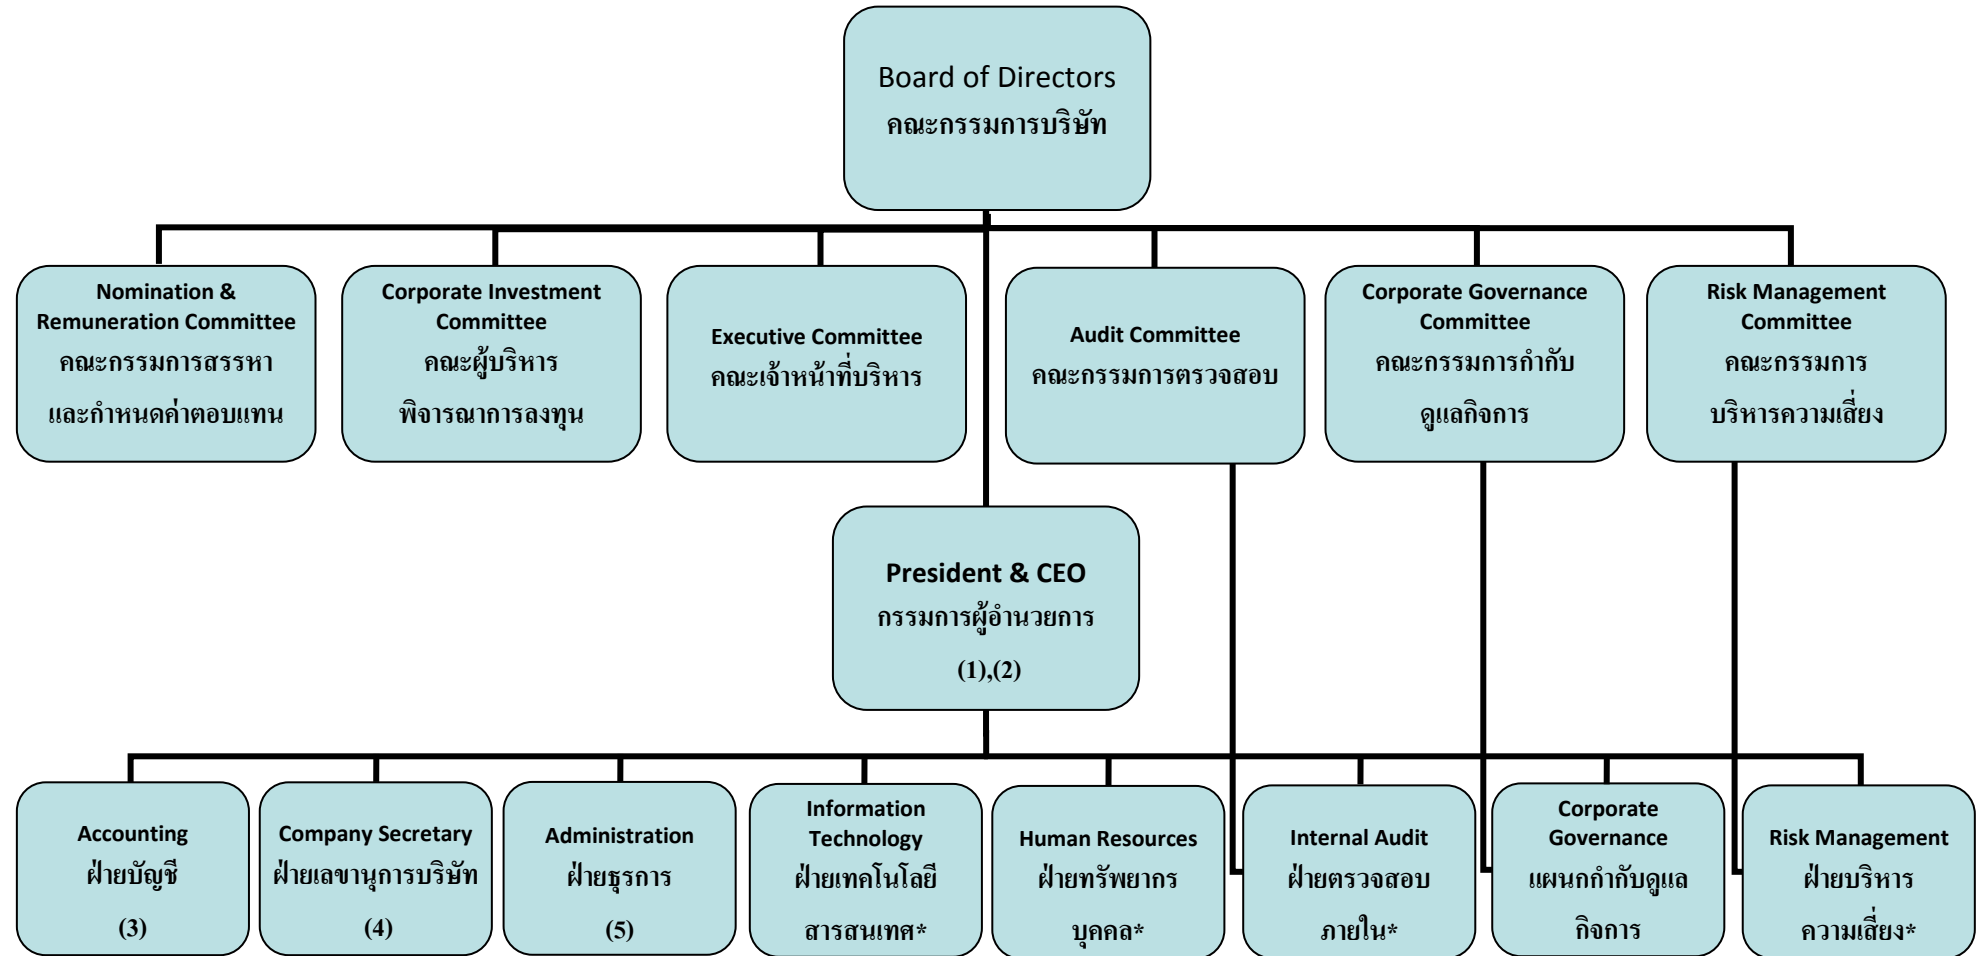 Board of Directors
คณะกรรมการบริษัท
Nomination &
Remuneration Committee
คณะกรรมการสรรหา
และกำหนดค่าตอบแทน
Corporate Investment
Committee
คณะผู้บริหาร
พิจารณาการลงทุน
Executive Committee
คณะเจ้าหน้าที่บริหาร
Audit Committee
คณะกรรมการตรวจสอบ
Corporate Governance
Committee
คณะกรรมการกำกับ
ดูแลกิจการ
Risk Management
Committee
คณะกรรมการ
บริหารความเสี่ยง
President & CEO
กรรมการผู้อำนวยการ
(1),(2)
Accounting
ฝ่ายบัญชี
(3)
Company Secretary
ฝ่ายเลขานุการบริษัท
(4)
Administration
ฝ่ายธุรการ
(5)
Information
Technology
ฝ่ายเทคโนโลยี
สารสนเทศ*
Human Resources
ฝ่ายทรัพยากร
บุคคล*
Internal Audit
ฝ่ายตรวจสอบ
ภายใน*
Corporate
Governance
แผนกกำกับดูแล
กิจการ
Risk Management
ฝ่ายบริหาร
ความเสี่ยง*